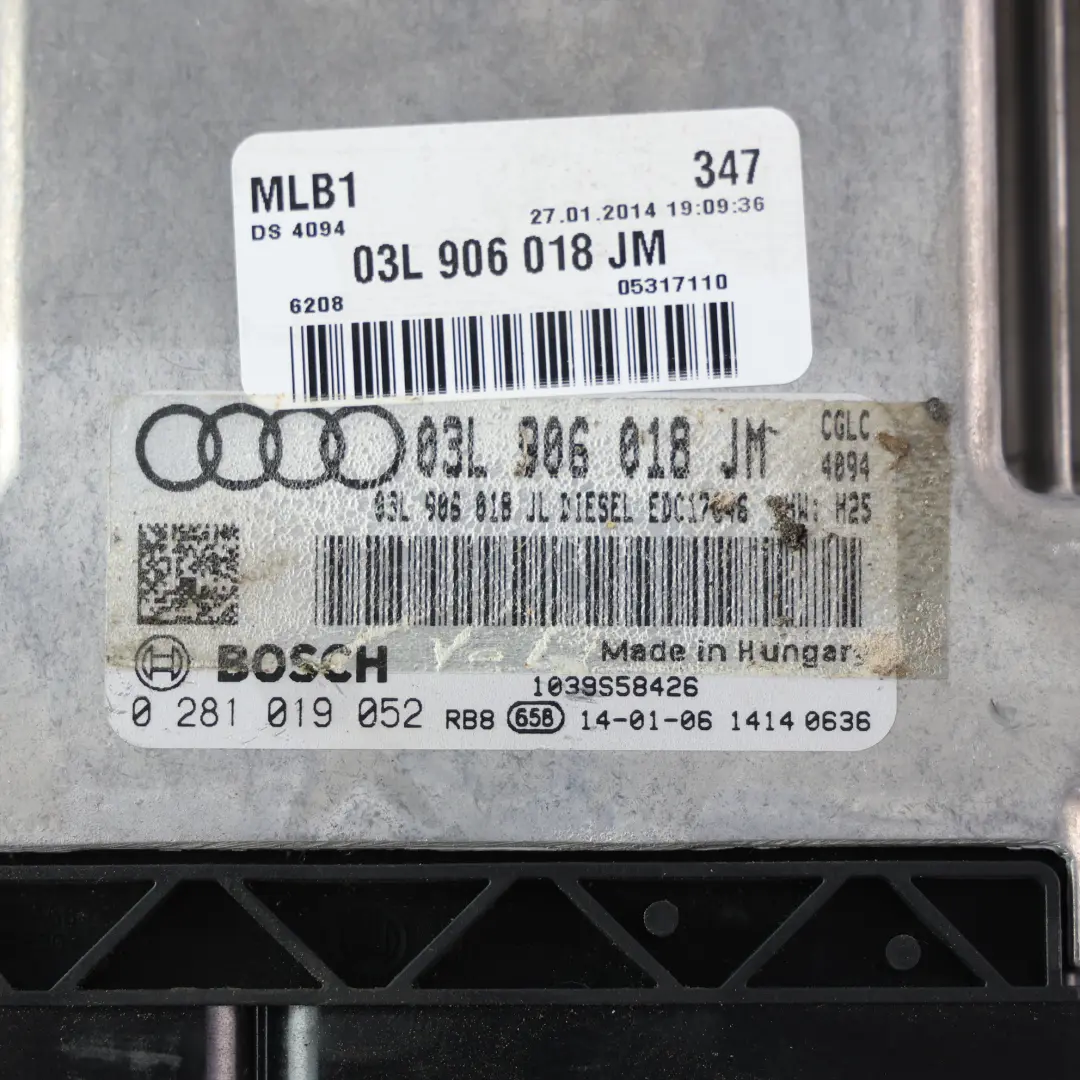 MLB1 347
DS 4094 27.01.2014 19:09:36
03L 906 018 JM
6208 05317110
03L 906 018 JM CGLC
4094
03L 906 018 JL DIESEL EDC17C46 HW: H25
BOSCH Made in Hungary
1039S58426
0 281 019 052 RB8 658 14-01-06 1414 0636